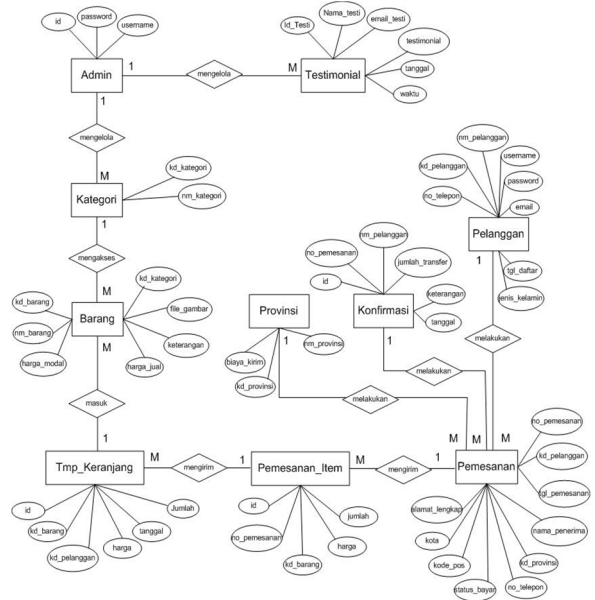 id
password
username
Admin
1
mengelola
M
Testimonial
Id_Testi
Nama_testi
email_testi
testimonial
tanggal
waktu
1
mengelola
M
Kategori
kd_kategori
nm_kategori
1
mengakses
M
Barang
kd_barang
nm_barang
harga_modal
kd_kategori
file_gambar
keterangan
harga_jual
M
masuk
1
Tmp_Keranjang
id
kd_barang
kd_pelanggan
harga
tanggal
Jumlah
M
mengirim
1
Pemesanan_Item
id
no_pemesanan
kd_barang
harga
jumlah
M
mengirim
1
Pemesanan
Provinsi
biaya_kirim
kd_provinsi
nm_provinsi
1
melakukan
M
Konfirmasi
id
no_pemesanan
nm_pelanggan
jumlah_transfer
keterangan
tanggal
1
melakukan
M
Pelanggan
nm_pelanggan
kd_pelanggan
no_telepon
username
password
email
tgl_daftar
jenis_kelamin
1
melakukan
M
no_pemesanan
kd_pelanggan
tgl_pemesanan
nama_penerima
alamat_lengkap
kota
kode_pos
status_bayar
no_telepon
kd_provinsi